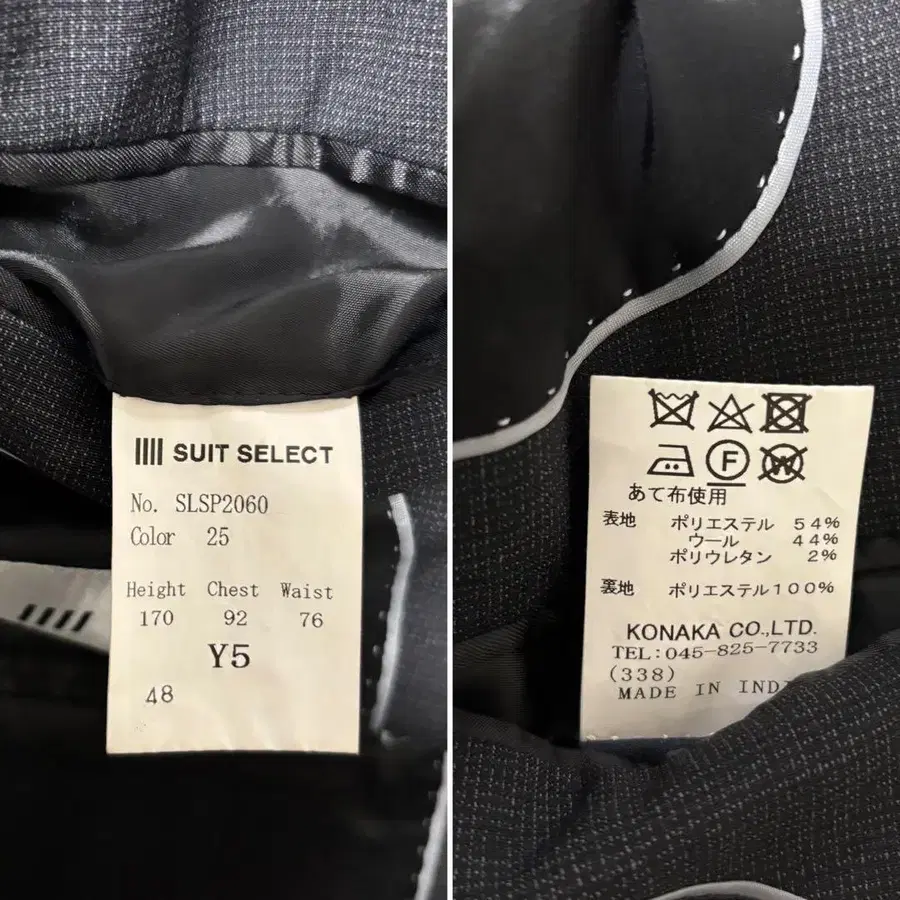 SUIT SELECT
No. SLSP2060
Color 25
Height Chest Waist
170 92 76
Y5
48
F W
あて布使用
表地 ポリエステル 54%
ウール 44%
ポリウレタン 2%
裏地 ポリエステル100%
KONAKA CO.,LTD.
TEL:045-825-7733
(338)
MADE IN